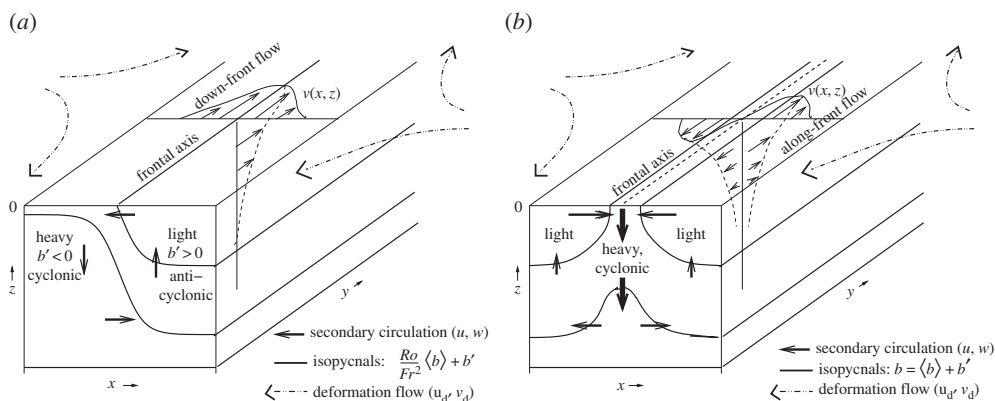 (a)
down-front flow
v(x, z)
frontal axis
0
heavy
b′ < 0
cyclonic
light
b′ > 0
anti–
cyclonic
z
y
x
secondary circulation (u, w)
isopycnals: Ro/Fr² ⟨b⟩ + b′
deformation flow (u_d, v_d)
(b)
v(x, z)
along-front flow
frontal axis
0
light
light
heavy,
cyclonic
z
y
x
secondary circulation (u, w)
isopycnals: b = ⟨b⟩ + b′
deformation flow (u_d, v_d)